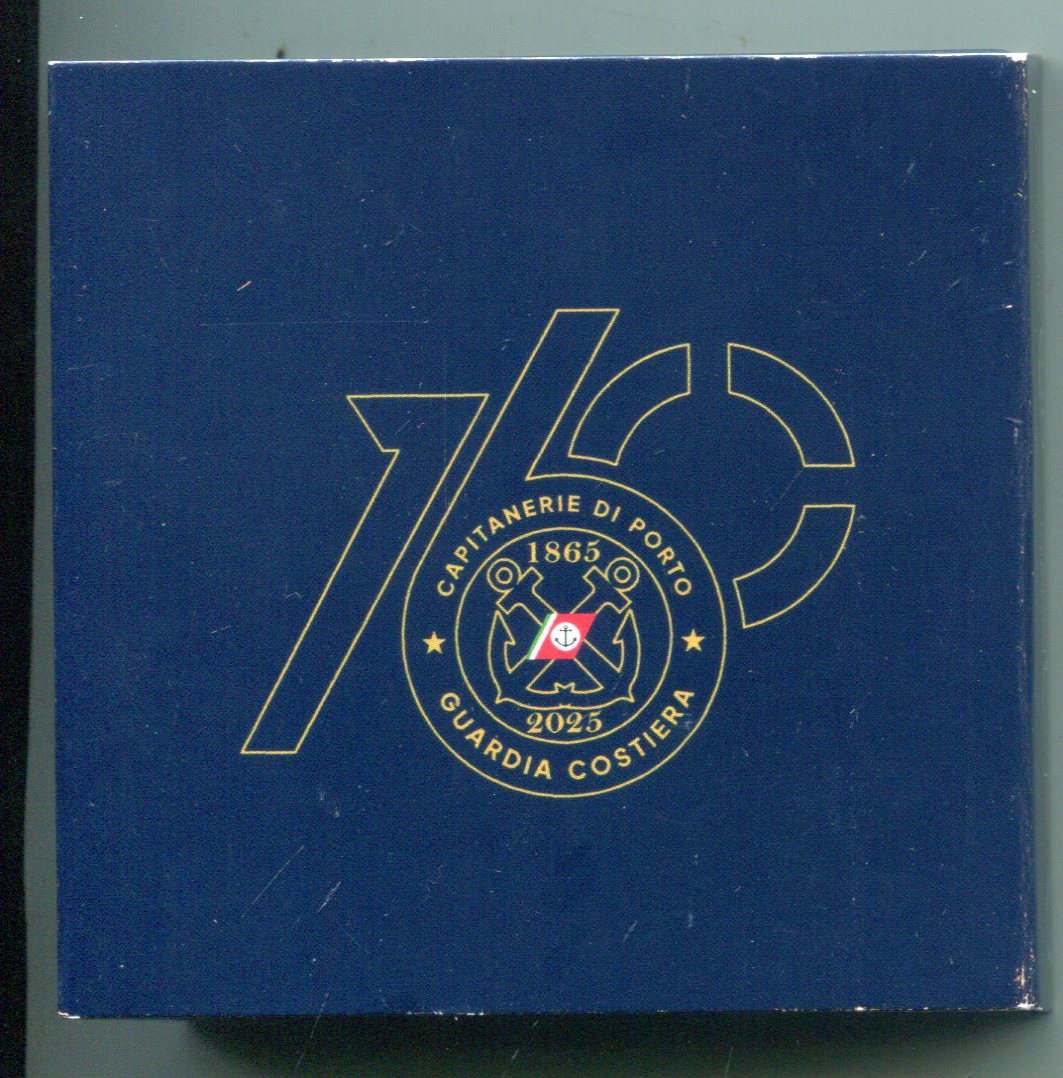 160
CAPITANERIE DI PORTO
1865
2025
GUARDIA COSTIERA